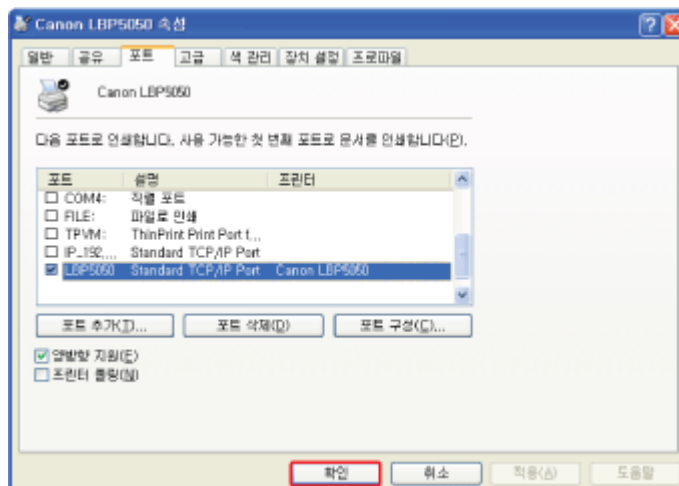 Canon LBP5050 속성
일반 공유 포트 고급 색 관리 장치 설정 프로파일
Canon LBP5050
다음 포트로 인쇄합니다. 사용 가능한 첫 번째 포트로 문서를 인쇄합니다(P).
포트 설명 프린터
COM4: 직렬 포트
FILE: 파일로 인쇄
TPVM: ThinPrint Print Port t...
IP_192.... Standard TCP/IP Port
LBP5050 Standard TCP/IP Port Canon LBP5050
포트 추가(T)... 포트 삭제(D) 포트 구성(C)...
양방향 지원(E)
프린터 풀링(N)
확인 취소 적용(A) 도움말